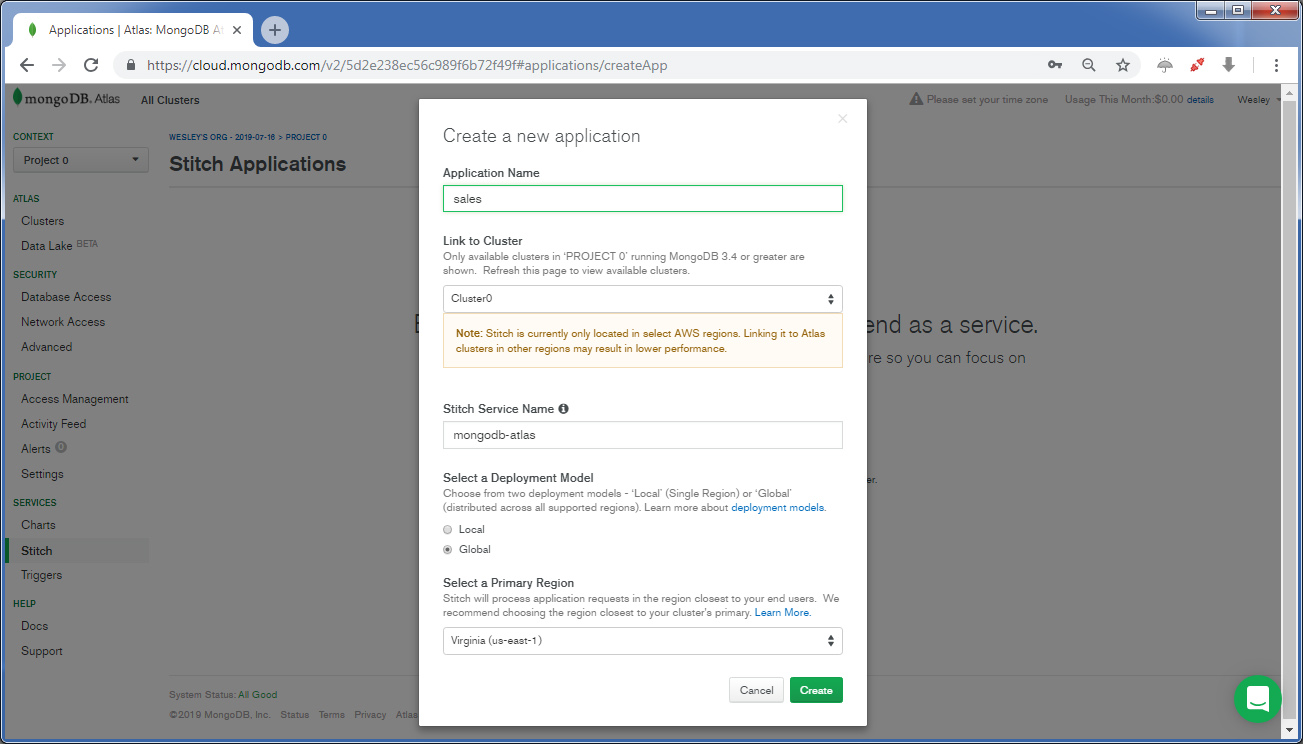 Applications | Atlas: MongoDB At
https://cloud.mongodb.com/v2/5d2e238ec56c989f6b72f49f#applications/createApp
mongoDB. Atlas
All Clusters
Please set your time zone
Usage This Month:$0.00 details
Wesley
CONTEXT
Project 0
ATLAS
Clusters
Data Lake BETA
SECURITY
Database Access
Network Access
Advanced
PROJECT
Access Management
Activity Feed
Alerts 0
Settings
SERVICES
Charts
Stitch
Triggers
HELP
Docs
Support
WESLEY'S ORG - 2019-07-16 > PROJECT 0
Stitch Applications
end as a service.
so you can focus on
Create a new application
Application Name
sales
Link to Cluster
Only available clusters in ‘PROJECT 0’ running MongoDB 3.4 or greater are
shown. Refresh this page to view available clusters.
Cluster0
Note: Stitch is currently only located in select AWS regions. Linking it to Atlas
clusters in other regions may result in lower performance.
Stitch Service Name
mongodb-atlas
Select a Deployment Model
Choose from two deployment models - ‘Local’ (Single Region) or ‘Global’
(distributed across all supported regions). Learn more about deployment models.
Local
Global
Select a Primary Region
Stitch will process application requests in the region closest to your end users. We
recommend choosing the region closest to your cluster's primary. Learn More.
Virginia (us-east-1)
Cancel
Create
System Status: All Good
©2019 MongoDB, Inc. Status Terms Privacy Atlas